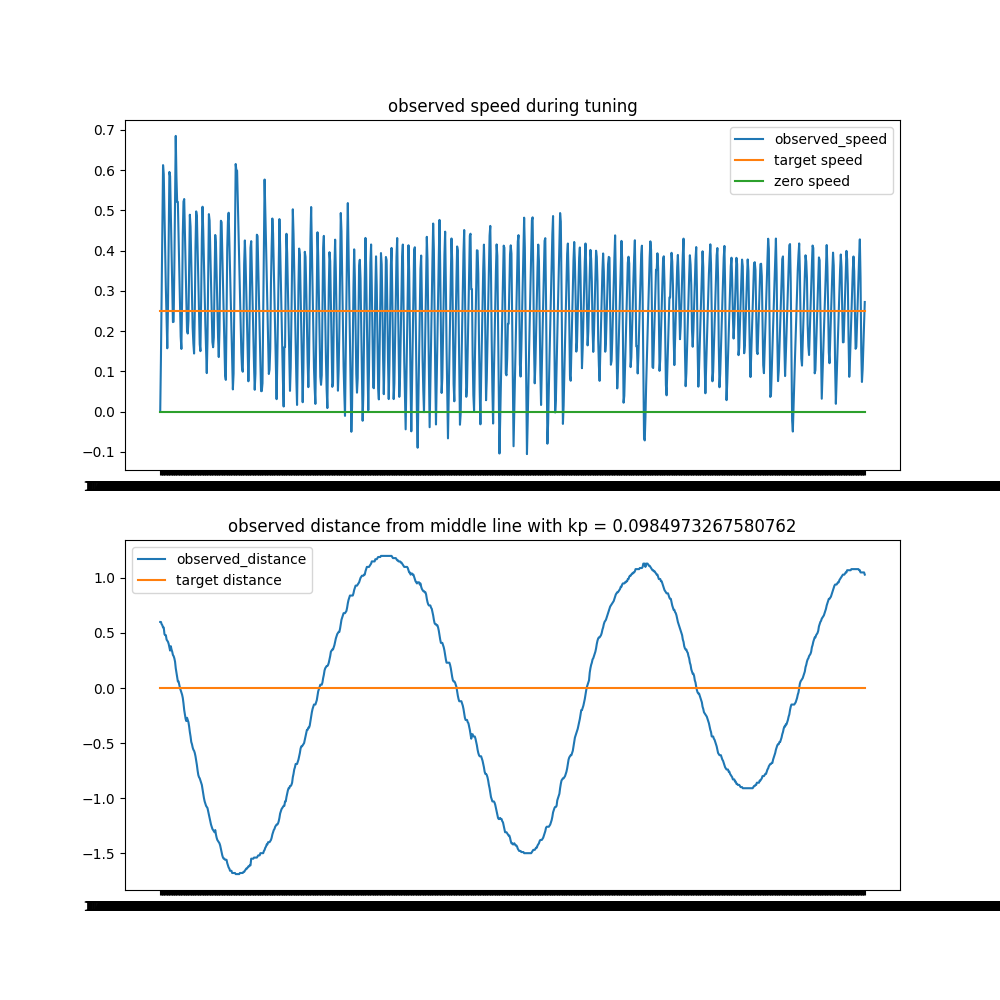 observed speed during tuning
0.7
0.6
0.5
0.4
0.3
0.2
0.1
0.0
−0.1
observed_speed
target speed
zero speed
observed distance from middle line with kp = 0.0984973267580762
1.0
0.5
0.0
−0.5
−1.0
−1.5
observed_distance
target distance